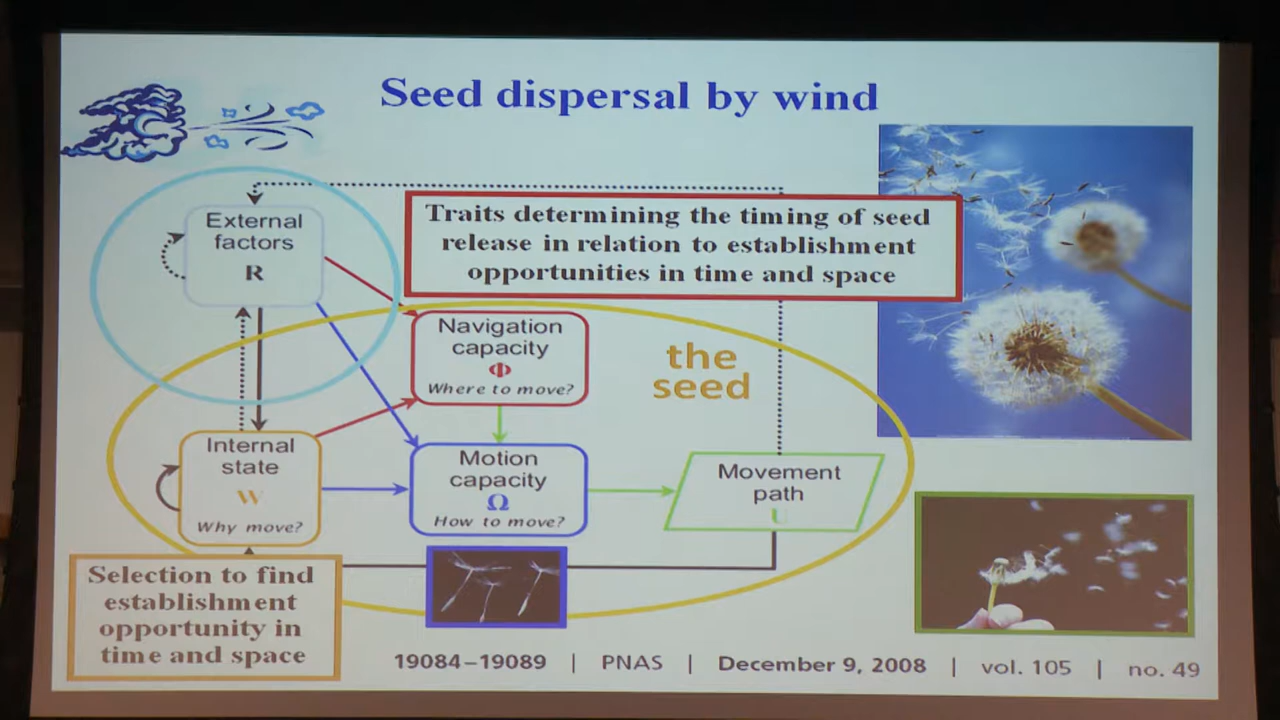 Seed dispersal by wind
External
factors
R
Traits determining the timing of seed
release in relation to establishment
opportunities in time and space
Navigation
capacity
Φ
Where to move?
the
seed
Internal
state
W
Why move?
Motion
capacity
Ω
How to move?
Movement
path
U
Selection to find
establishment
opportunity in
time and space
19084–19089 | PNAS | December 9, 2008 | vol. 105 | no. 49